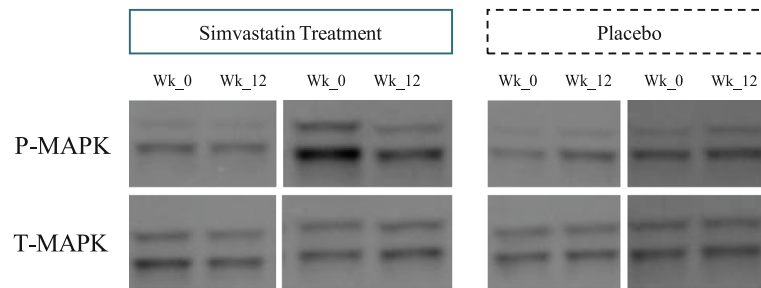 Simvastatin Treatment Placebo
Wk_0 Wk_12 Wk_0 Wk_12 Wk_0 Wk_12 Wk_0 Wk_12
P-MAPK
T-MAPK